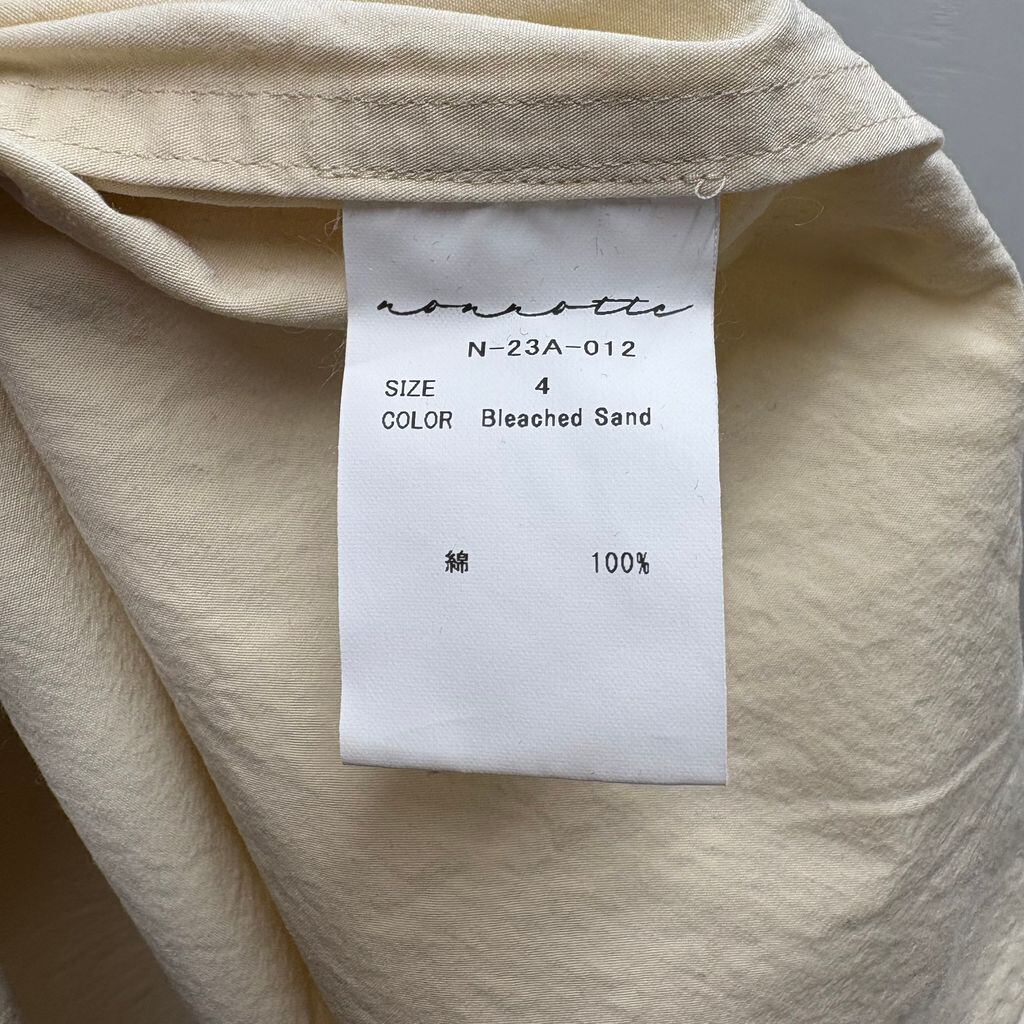 nonnotte
N-23A-012
SIZE 4
COLOR Bleached Sand
綿 100%